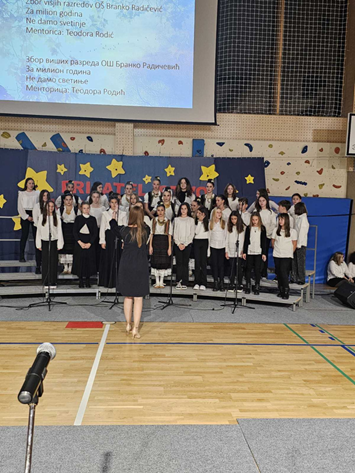 Zbor viših razreda OŠ Branko Radičević
Za milion godina
Ne damo svetinje
Mentorica: Teodora Rodić
Збор виших разреда ОШ Бранко Радичевић
За милион година
Не дамо светиње
Менторица: Теодора Родић